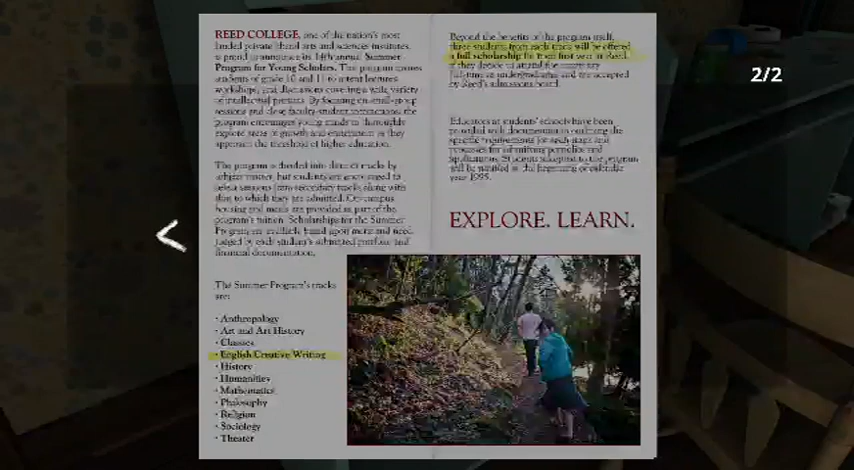 REED COLLEGE, one of the nation's most
funded private liberal arts and sciences institutes,
is proud to announce its 14th annual Summer
Program for Young Scholars. This program invites
students of grade 10 and 11 to attend lectures,
workshops, and discussions covering a wide variety
of intellectual pursuits. By focusing on small-group
sessions and close faculty-student interactions, the
program encourages young minds to thoroughly
explore areas of growth and enrichment as they
approach the threshold of higher education.
The program is divided into distinct tracks by
subject matter, but students are encouraged to
select sessions from secondary tracks along with
that to which they are admitted. On-campus
housing and meals are provided as part of the
program's tuition. Scholarships for the Summer
Program are available based upon merit and need,
judged by each student's submitted portfolio and
financial documentation.
The Summer Program's tracks
are:
• Anthropology
• Art and Art History
• Classics
• English/Creative Writing
• History
• Humanities
• Mathematics
• Philosophy
• Religion
• Sociology
• Theater
Beyond the benefits of the program itself,
three students from each track will be offered
a full scholarship for their first year at Reed,
if they decide to attend the university
full-time as undergraduates and are accepted
by Reed's admissions board.
Educators at students' schools have been
provided with documentation outlining the
specific requirements for each track and
processes for submitting portfolios and
applications. Students accepted to the program
will be notified at the beginning of calendar
year 1995.
EXPLORE. LEARN.
2/2